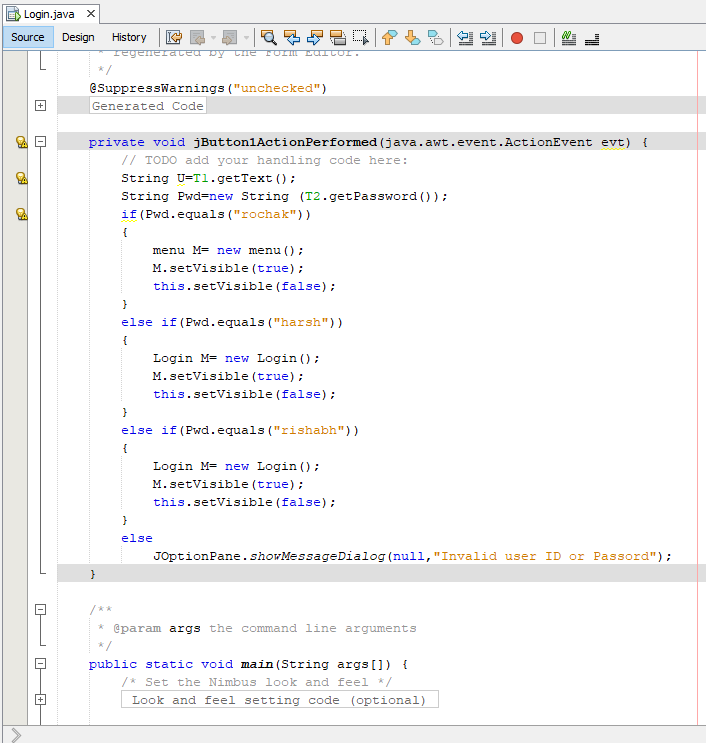 Login.java
Source Design History
* regenerated by the Form Editor.
*/
@SuppressWarnings("unchecked")
Generated Code
private void jButton1ActionPerformed(java.awt.event.ActionEvent evt) {
// TODO add your handling code here:
String U=T1.getText();
String Pwd=new String (T2.getPassword());
if(Pwd.equals("rochak"))
{
menu M= new menu();
M.setVisible(true);
this.setVisible(false);
}
else if(Pwd.equals("harsh"))
{
Login M= new Login();
M.setVisible(true);
this.setVisible(false);
}
else if(Pwd.equals("rishabh"))
{
Login M= new Login();
M.setVisible(true);
this.setVisible(false);
}
else
JOptionPane.showMessageDialog(null,"Invalid user ID or Passord");
}
/**
* @param args the command line arguments
*/
public static void main(String args[]) {
/* Set the Nimbus look and feel */
Look and feel setting code (optional)